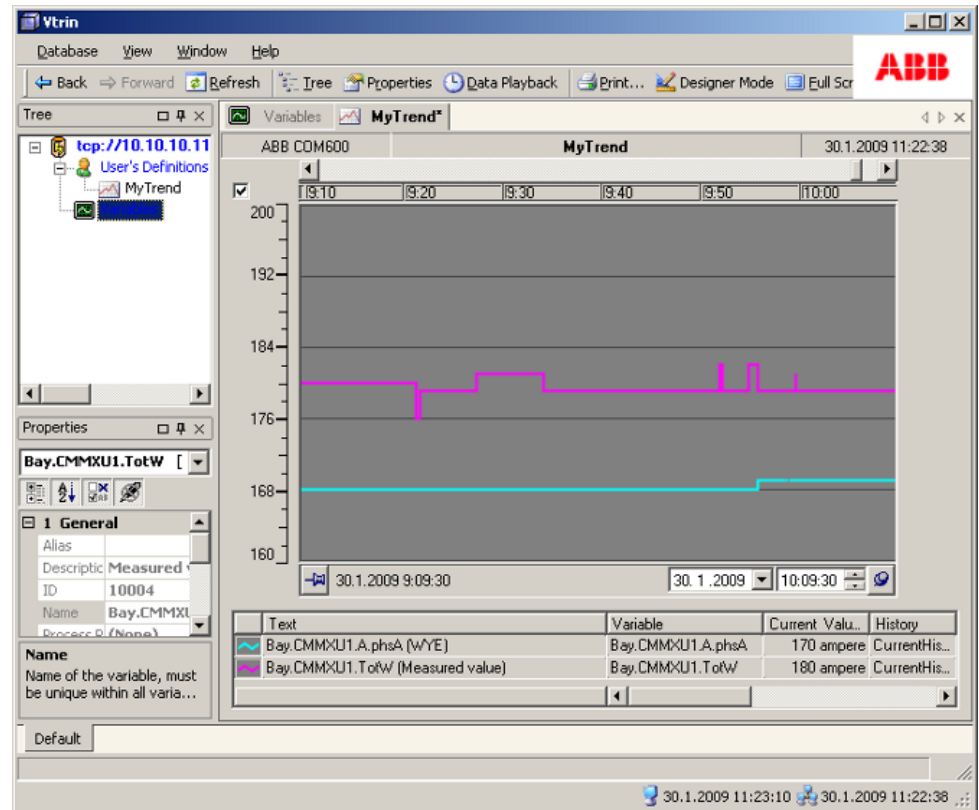 Vtrin
Database View Window Help
Back Forward Refresh Tree Properties Data Playback Print... Designer Mode Full Scr
ABB
Tree
tcp://10.10.10.11
User's Definitions
MyTrend
Variables MyTrend*
ABB COM600 MyTrend 30.1.2009 11:22:38
9:10 9:20 9:30 9:40 9:50 10:00
200
192
184
176
168
160
30.1.2009 9:09:30 30. 1 .2009 10:09:30
Text Variable Current Valu... History
Bay.CMMXU1.A.phsA (WYE) Bay.CMMXU1.A.phsA 170 ampere CurrentHis...
Bay.CMMXU1.TotW (Measured value) Bay.CMMXU1.TotW 180 ampere CurrentHis...
Properties
Bay.CMMXU1.TotW [
1 General
Alias
Descriptic Measured
ID 10004
Name Bay.CMMXU
(None)
Name
Name of the variable, must
be unique within all varia...
Default
30.1.2009 11:23:10 30.1.2009 11:22:38